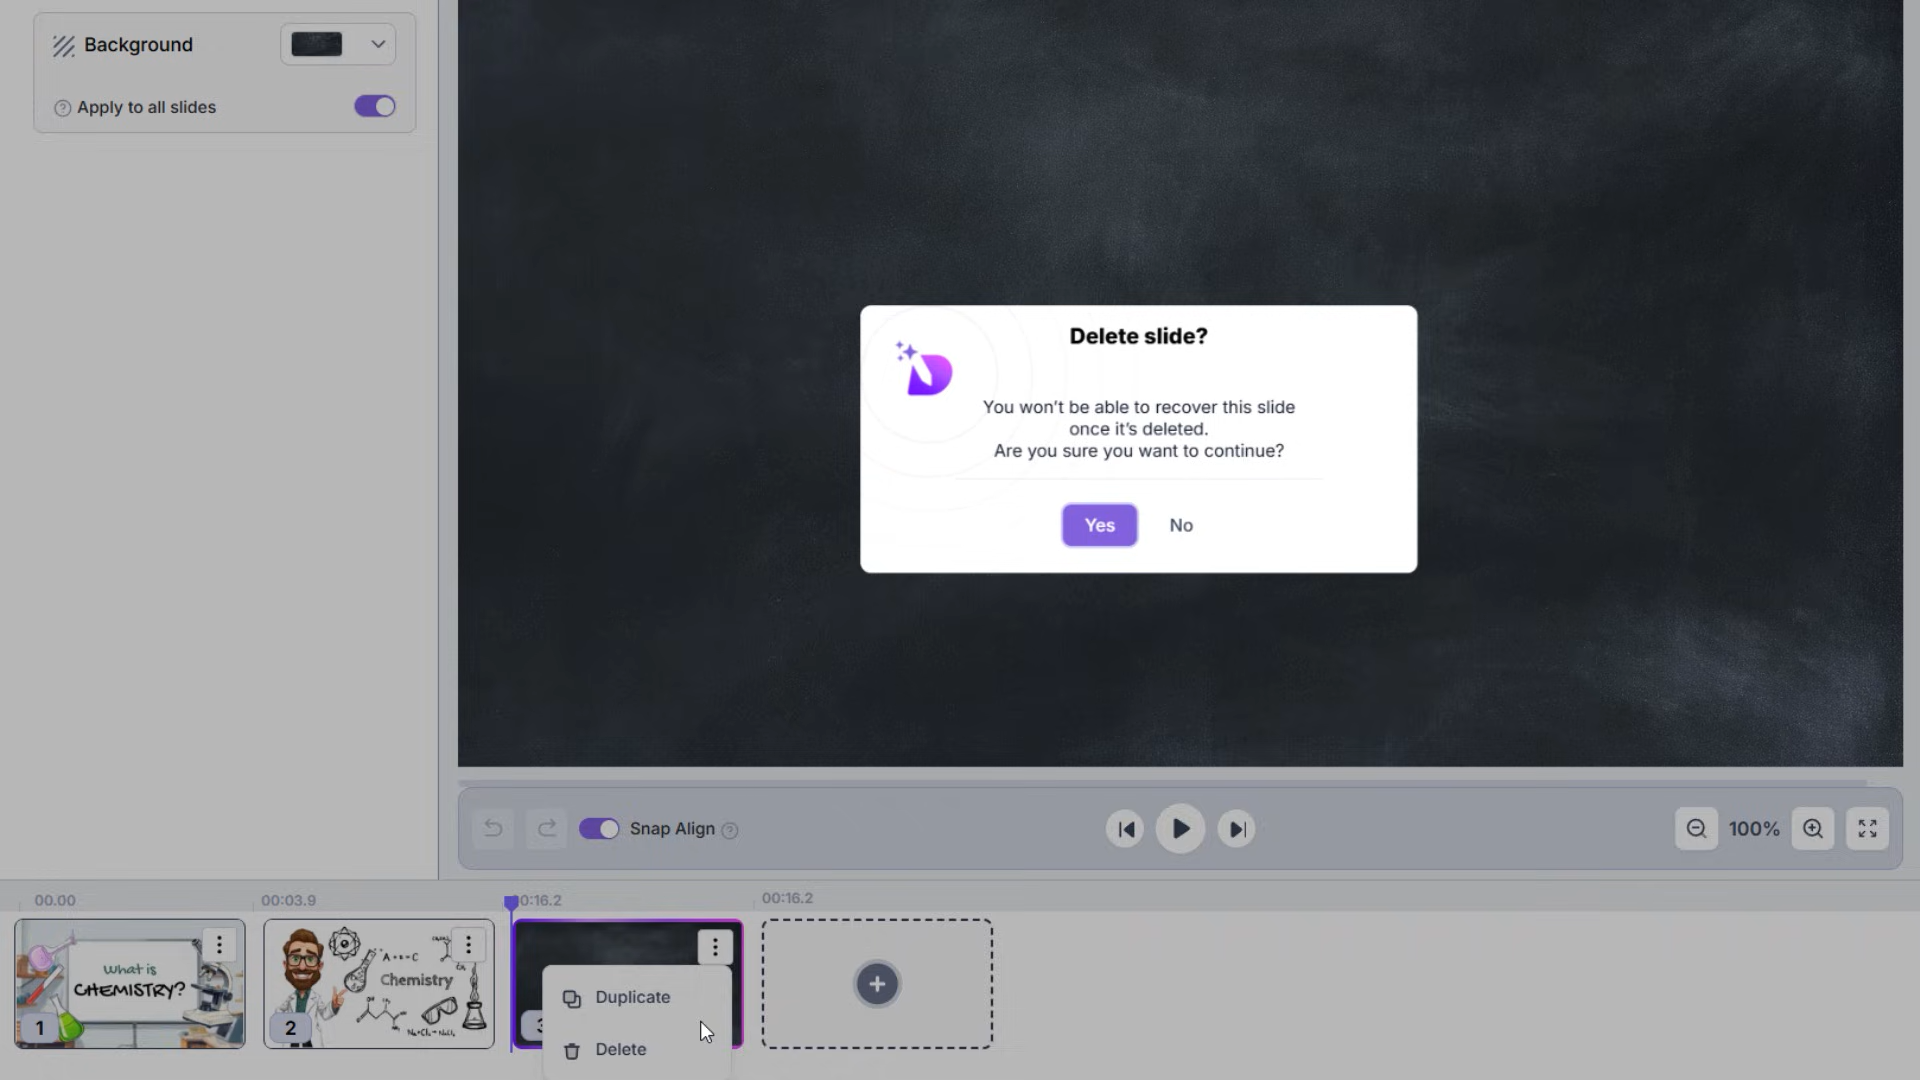 Background
Apply to all slides
Delete slide?
You won’t be able to recover this slide
once it’s deleted.
Are you sure you want to continue?
Yes
No
Snap Align
100%
00.00
00:03.9
0:16.2
00:16.2
What is
CHEMISTRY?
1
A+B=C
Chemistry
2
3
Duplicate
Delete